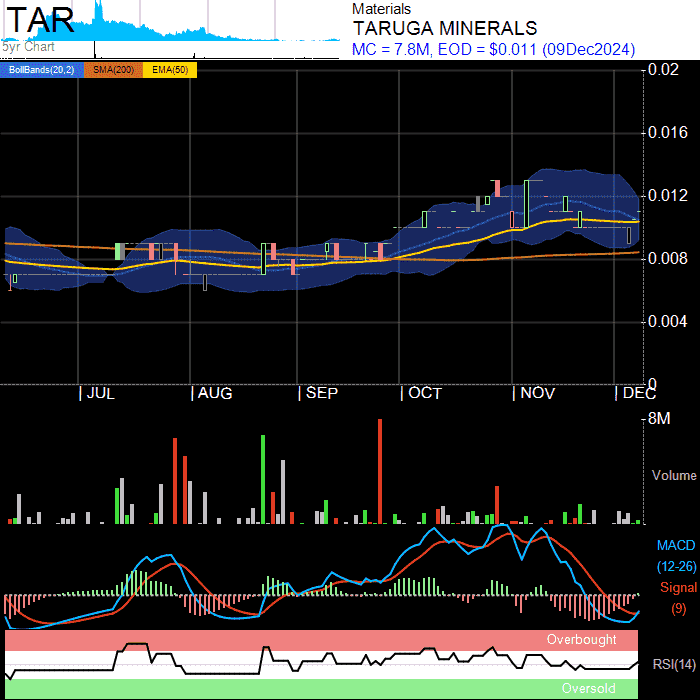 TAR
5yr Chart
Materials
TARUGA MINERALS
MC = 7.8M, EOD = $0.011 (09Dec2024)
BollBands(20,2) SMA(200) EMA(50)
0.02
0.016
0.012
0.008
0.004
0
JUL AUG SEP OCT NOV DEC
8M
Volume
MACD
(12-26)
Signal
(9)
Overbought
RSI(14)
Oversold